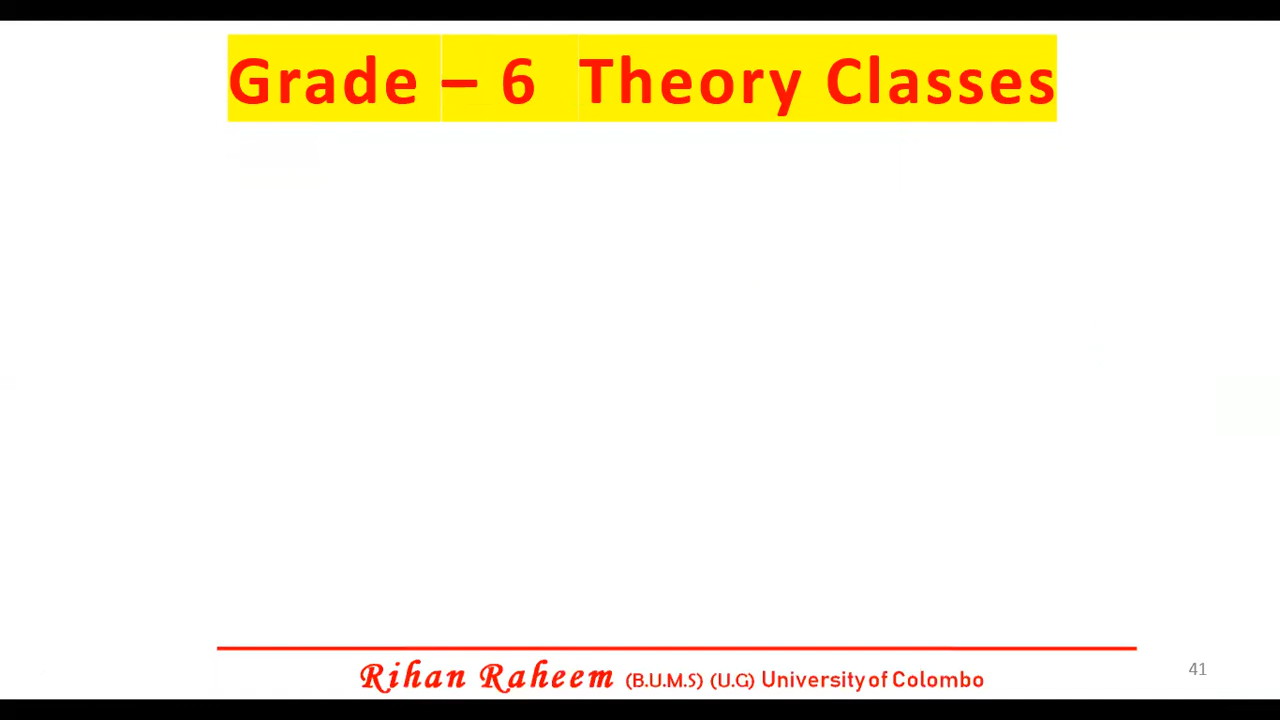 Grade – 6 Theory Classes
Rihan Raheem (B.U.M.S) (U.G) University of Colombo
41